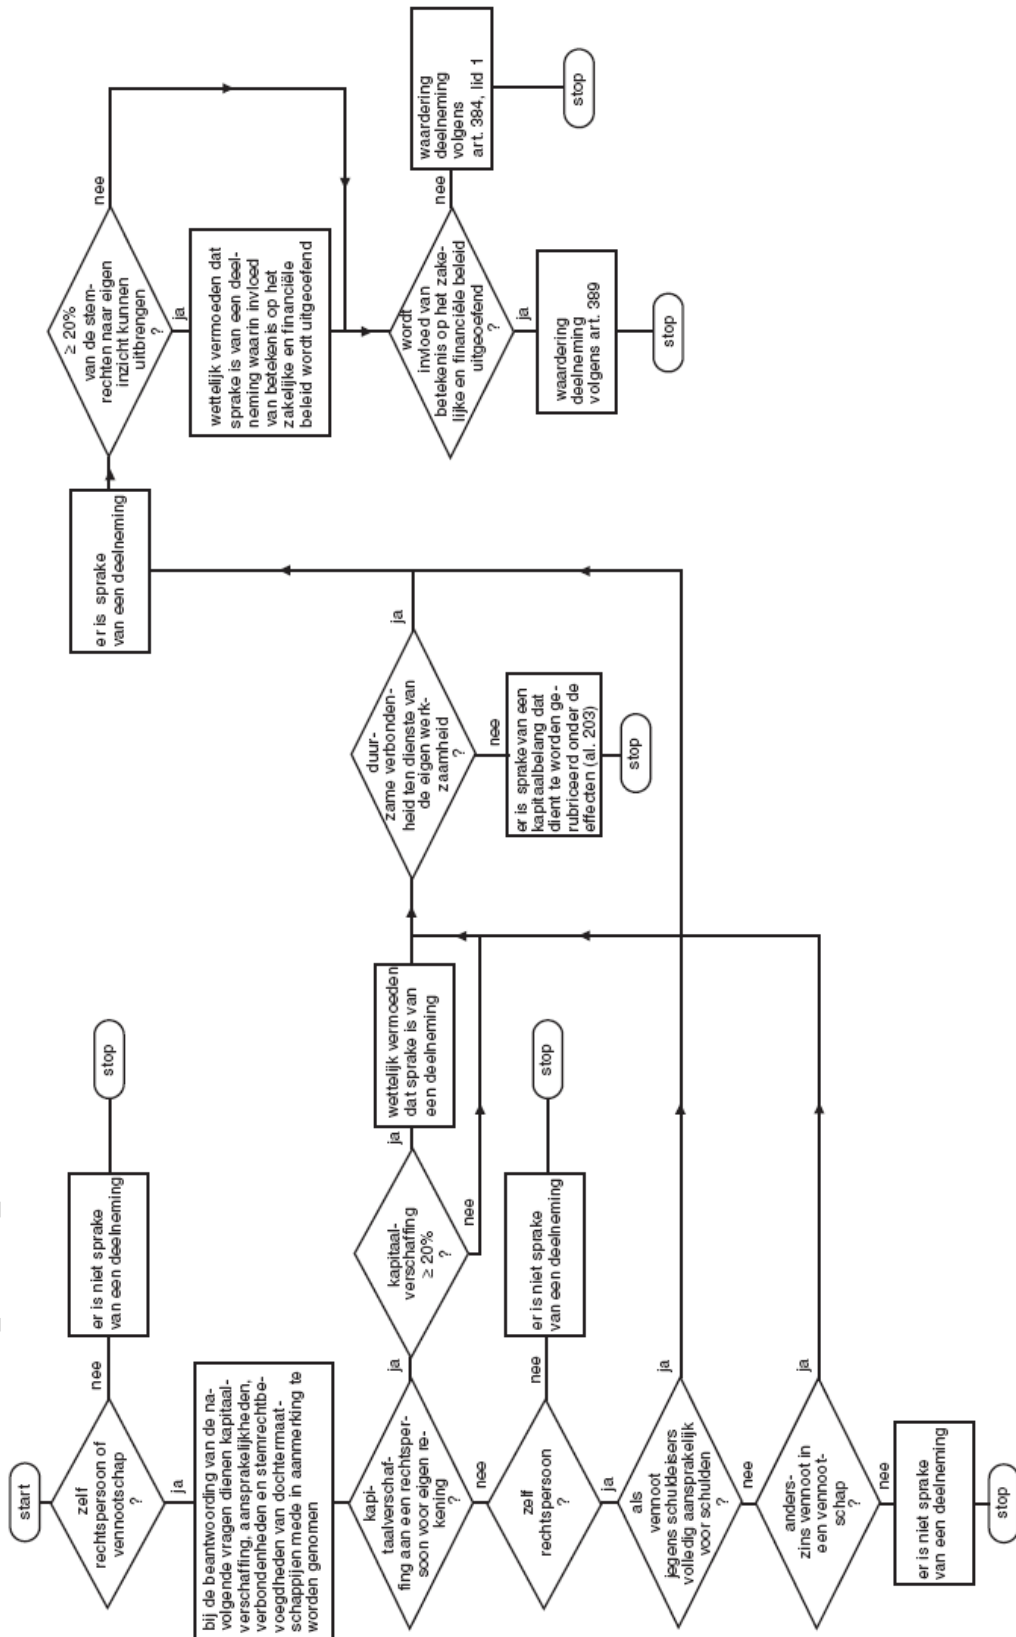 start
zelf
rechtspersoon of
vennootschap
?
nee
er is niet sprake
van een deelneming
stop
ja
bij de beantwoording van de na-
volgende vragen dienen kapitaal-
verschaffing, aansprakelijkheden,
verbondenheden en stemrechtbe-
voegdheden van dochtermaat-
schappijen mede in aanmerking te
worden genomen
kapi-
taalverschaf-
fing aan een rechtsper-
soon voor eigen re-
kening
?
ja
kapitaal-
verschaffing
≥ 20%
?
ja
wettelijk vermoeden
dat sprake is van
een deelneming
nee
duur-
zame verbonden-
heid ten dienste van
de eigen werk-
zaamheid
?
ja
nee
er is sprake van een
kapitaalbelang dat
dient te worden ge-
rubriceerd onder de
effecten (al. 203)
stop
nee
zelf
rechtspersoon
?
nee
er is niet sprake
van een deelneming
stop
ja
als
vennoot
jegens schuldeisers
volledig aansprakelijk
voor schulden
?
ja
nee
anders-
zins vennoot in
een vennoot-
schap
?
ja
nee
er is niet sprake
van een deelneming
stop
er is sprake
van een deelneming
≥ 20%
van de stem-
rechten naar eigen
inzicht kunnen
uitbrengen
?
nee
ja
wettelijk vermoeden dat
sprake is van een deel-
neming waarin invloed
van betekenis op het
zakelijke en financiële
beleid wordt uitgeoefend
wordt
invloed van
betekenis op het zake-
lijke en financiële beleid
uitgeoefend
?
nee
waardering
deelneming
volgens
art. 384, lid 1
stop
ja
waardering
deelneming
volgens art. 389
stop